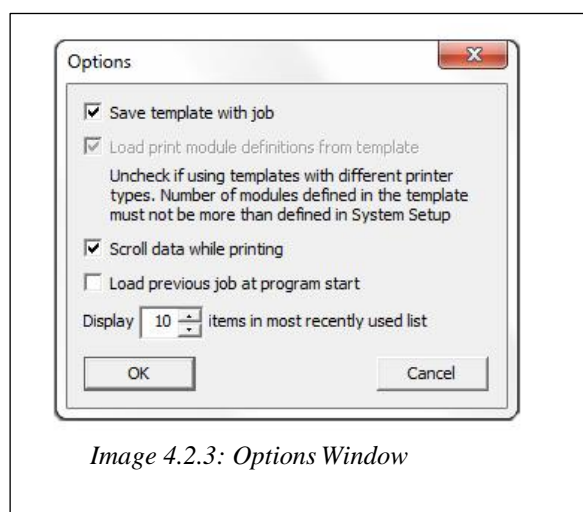 Options
Save template with job
Load print module definitions from template
Uncheck if using templates with different printer
types. Number of modules defined in the template
must not be more than defined in System Setup
Scroll data while printing
Load previous job at program start
Display 10 items in most recently used list
OK Cancel
Image 4.2.3: Options Window